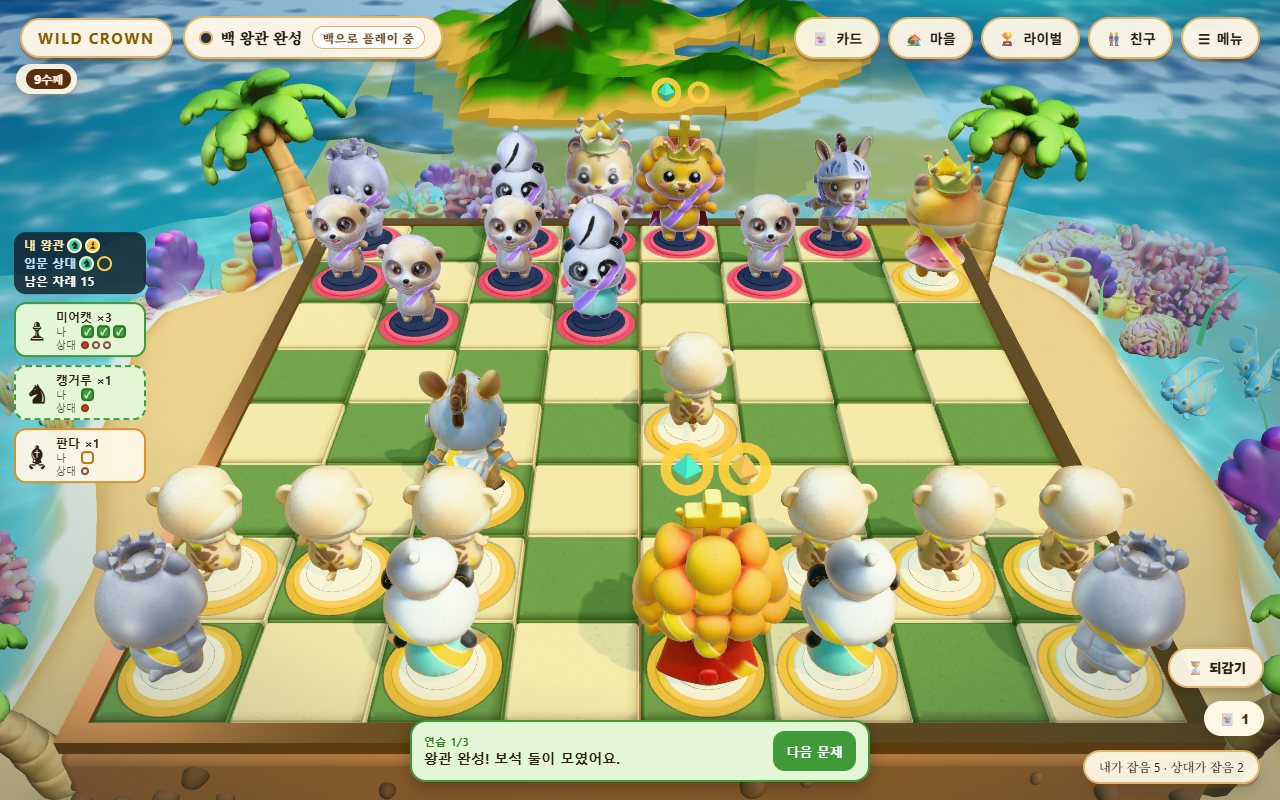 WILD CROWN
백 왕관 완성
백으로 플레이 중
카드
마을
라이벌
친구
메뉴
9수째
내 왕관
입문 상대
남은 차례 15
미어캣 ×3
나
상대
캥거루 ×1
나
상대
판다 ×1
나
상대
되감기
1
연습 1/3
왕관 완성! 보석 둘이 모였어요.
다음 문제
내가 잡음 5 · 상대가 잡음 2